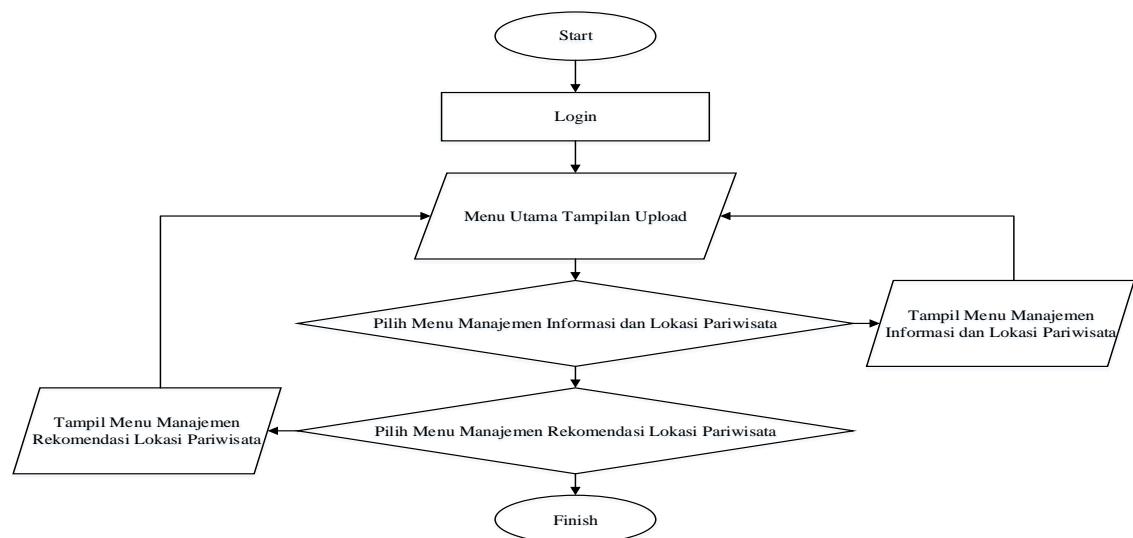 Start
Login
Menu Utama Tampilan Upload
Pilih Menu Manajemen Informasi dan Lokasi Pariwisata
Tampil Menu Manajemen
Informasi dan Lokasi Pariwisata
Tampil Menu Manajemen
Rekomendasi Lokasi Pariwisata
Pilih Menu Manajemen Rekomendasi Lokasi Pariwisata
Finish